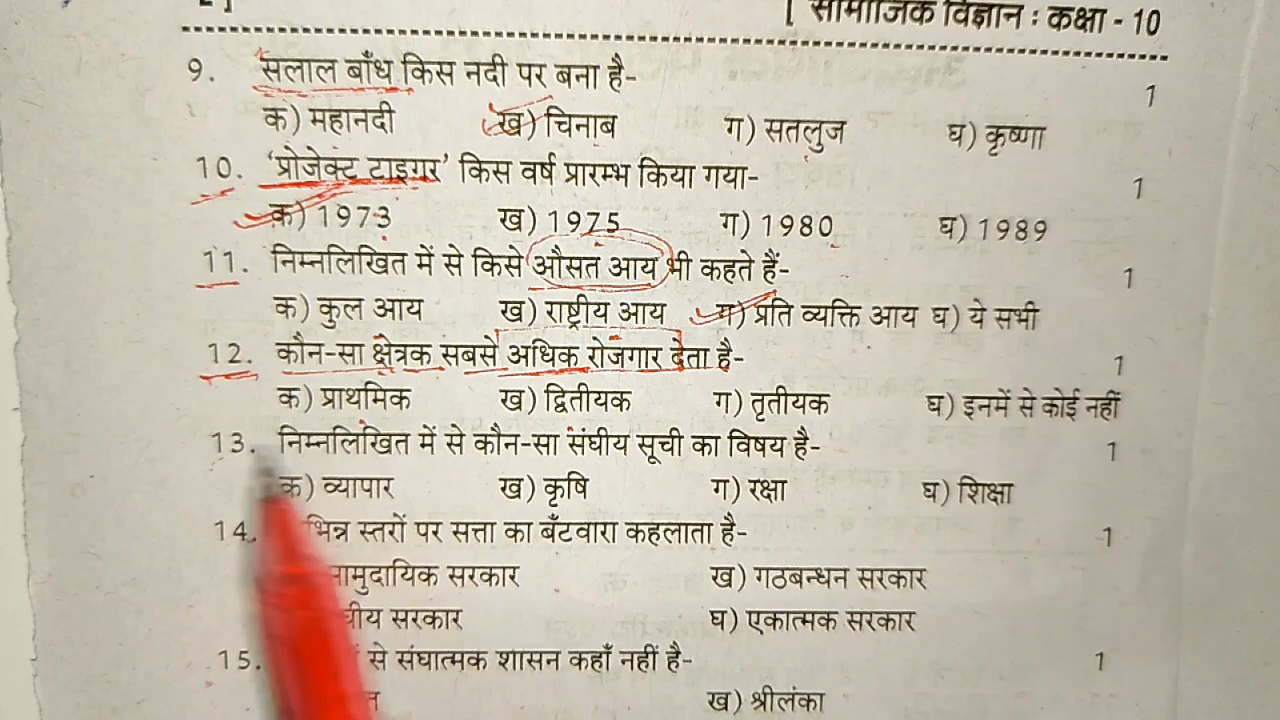 [ सामाजिक विज्ञान : कक्षा - 10
9. सलाल बाँध किस नदी पर बना है- 1
क) महानदी ख) चिनाब ग) सतलुज घ) कृष्णा
10. 'प्रोजेक्ट टाइगर' किस वर्ष प्रारम्भ किया गया- 1
क) 1973 ख) 1975 ग) 1980 घ) 1989
11. निम्नलिखित में से किसे औसत आय भी कहते हैं- 1
क) कुल आय ख) राष्ट्रीय आय ग) प्रति व्यक्ति आय घ) ये सभी
12. कौन-सा क्षेत्रक सबसे अधिक रोजगार देता है- 1
क) प्राथमिक ख) द्वितीयक ग) तृतीयक घ) इनमें से कोई नहीं
13. निम्नलिखित में से कौन-सा संघीय सूची का विषय है- 1
क) व्यापार ख) कृषि ग) रक्षा घ) शिक्षा
14. स्तरों पर सत्ता का बँटवारा कहलाता है- 1
सरकार ख) गठबन्धन सरकार
सरकार घ) एकात्मक सरकार
15. से संघात्मक शासन कहाँ नहीं है- 1
ख) श्रीलंका